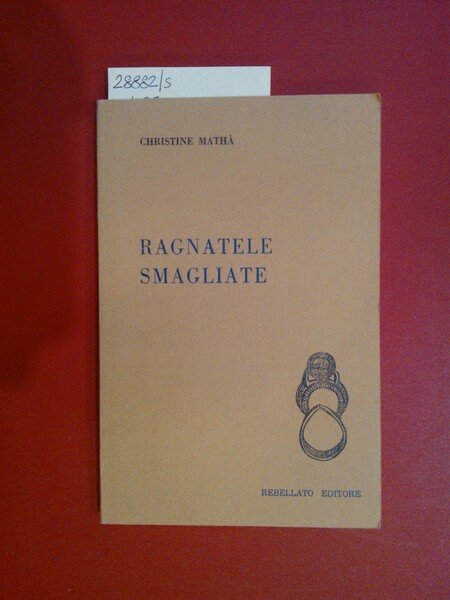 28882/s
CHRISTINE MATHÀ
RAGNATELE
SMAGLIATE
REBELLATO EDITORE